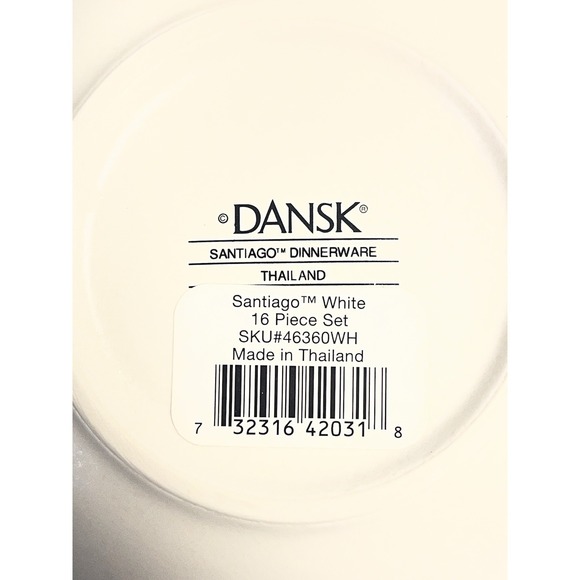 © DANSK®
SANTIAGO™ DINNERWARE
THAILAND
Santiago™ White
16 Piece Set
SKU#46360WH
Made in Thailand
7 32316 42031 8